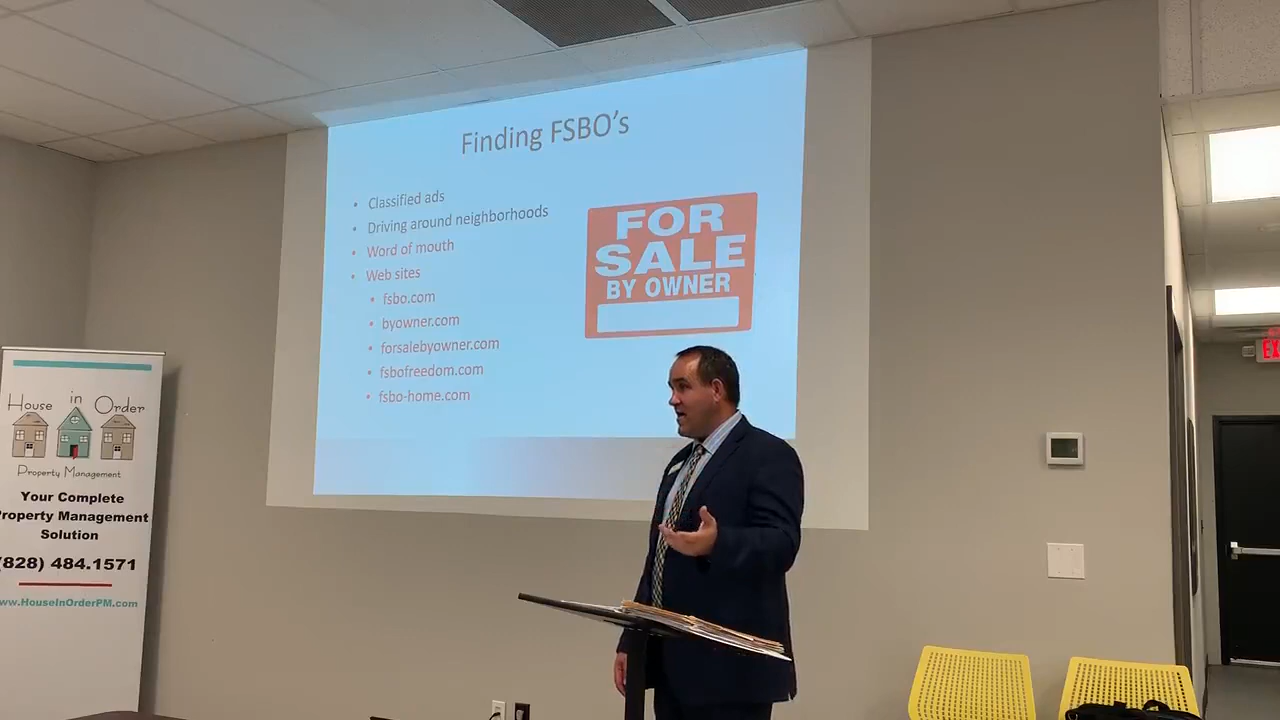 Finding FSBO's
• Classified ads
• Driving around neighborhoods
• Word of mouth
• Web sites
• fsbo.com
• byowner.com
• forsalebyowner.com
• fsbofreedom.com
• fsbo-home.com
FOR
SALE
BY OWNER
House in Order
Property Management
Your Complete
Property Management
Solution
(828) 484.1571
www.HouseInOrderPM.com
EX